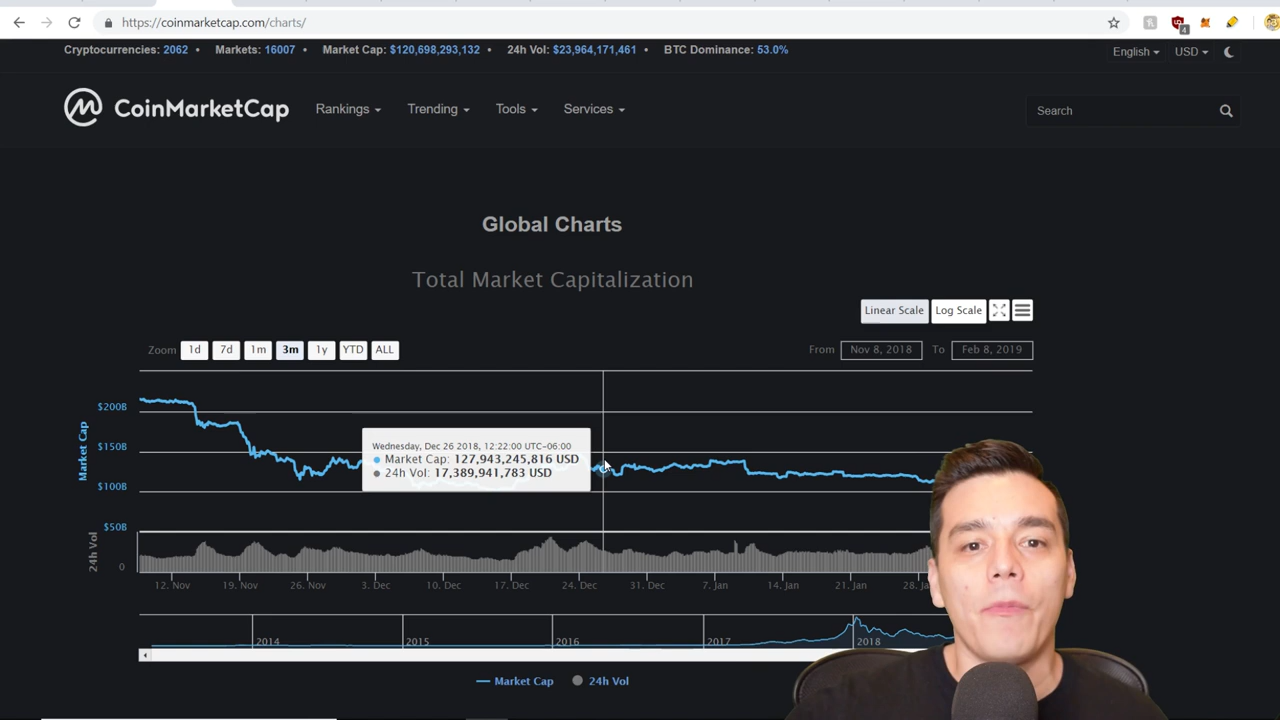 https://coinmarketcap.com/charts/
4
Cryptocurrencies: 2062 • Markets: 16007 • Market Cap: $120,698,293,132 • 24h Vol: $23,964,171,461 • BTC Dominance: 53.0%
English USD
CoinMarketCap Rankings Trending Tools Services Search
Global Charts
Total Market Capitalization
Linear Scale Log Scale
Zoom 1d 7d 1m 3m 1y YTD ALL From Nov 8, 2018 To Feb 8, 2019
Market Cap
$200B
$150B
$100B
$50B
Wednesday, Dec 26 2018, 12:22:00 UTC-06:00
Market Cap: 127,943,245,816 USD
24h Vol: 17,389,941,783 USD
24h Vol
0
12. Nov 19. Nov 26. Nov 3. Dec 10. Dec 17. Dec 24. Dec 31. Dec 7. Jan 14. Jan 21. Jan 28. Jan
2014 2015 2016 2017 2018
Market Cap 24h Vol